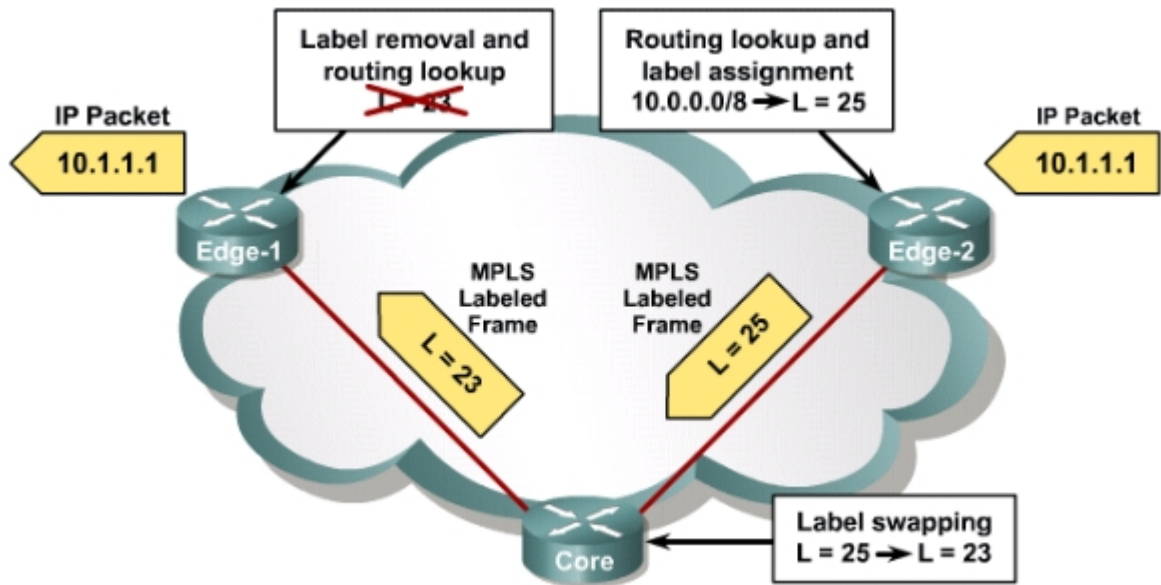 Label removal and
routing lookup
L = 23
Routing lookup and
label assignment
10.0.0.0/8 → L = 25
IP Packet
10.1.1.1
IP Packet
10.1.1.1
Edge-1
Edge-2
MPLS
Labeled
Frame
L = 23
MPLS
Labeled
Frame
L = 25
Label swapping
L = 25 → L = 23
Core